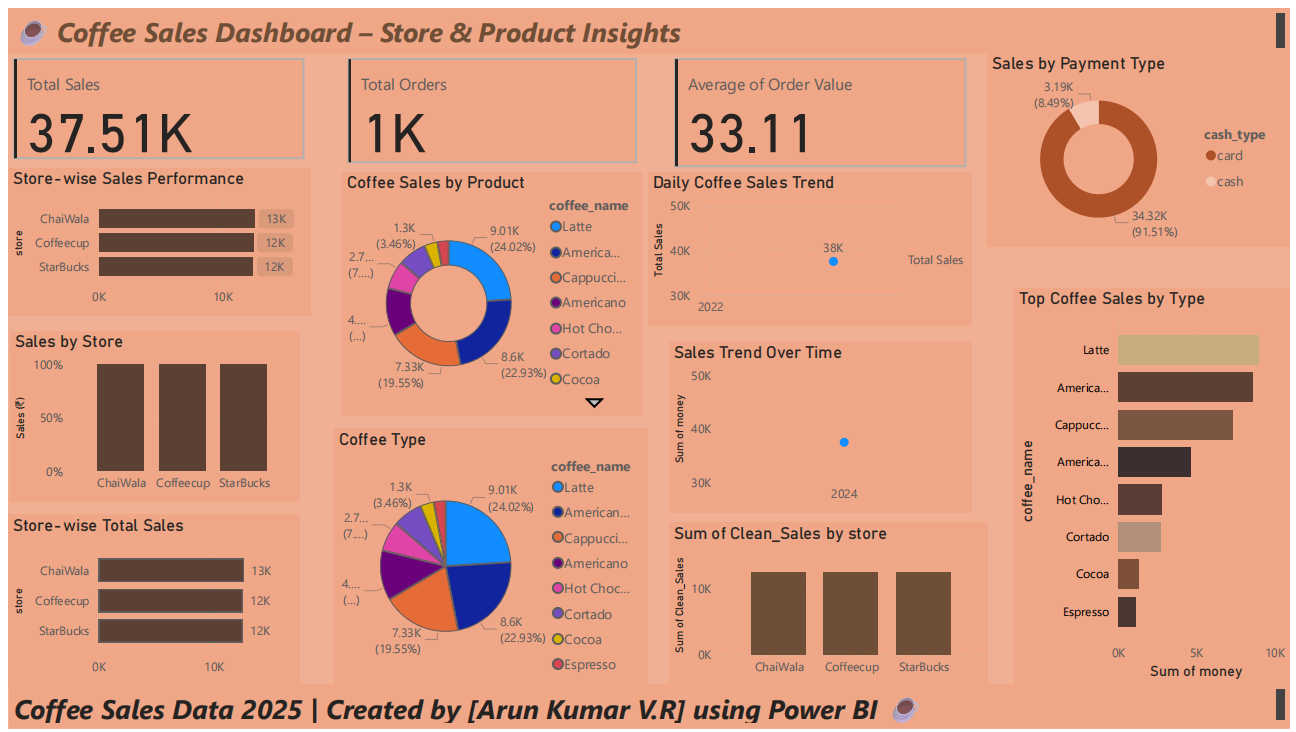 Coffee Sales Dashboard – Store & Product Insights
Total Sales
37.51K
Total Orders
1K
Average of Order Value
33.11
Sales by Payment Type
3.19K
(8.49%)
34.32K
(91.51%)
cash_type
card
cash
Store-wise Sales Performance
store
ChaiWala
13K
Coffeecup
12K
StarBucks
12K
0K
10K
Coffee Sales by Product
1.3K
(3.46%)
9.01K
(24.02%)
2.7...
(7....)
4....
(...)
7.33K
(19.55%)
8.6K
(22.93%)
coffee_name
Latte
America...
Cappucci...
Americano
Hot Cho...
Cortado
Cocoa
Daily Coffee Sales Trend
Total Sales
50K
40K
30K
38K
2022
Total Sales
Sales by Store
Sales (₹)
100%
50%
0%
ChaiWala
Coffeecup
StarBucks
Sales Trend Over Time
Sum of money
50K
40K
30K
2024
Top Coffee Sales by Type
coffee_name
Latte
America...
Cappucc...
America...
Hot Cho...
Cortado
Cocoa
Espresso
0K
5K
10K
Sum of money
Coffee Type
1.3K
(3.46%)
9.01K
(24.02%)
2.7...
(7....)
4....
(...)
7.33K
(19.55%)
8.6K
(22.93%)
coffee_name
Latte
American...
Cappucci...
Americano
Hot Choc...
Cortado
Cocoa
Espresso
Store-wise Total Sales
store
ChaiWala
13K
Coffeecup
12K
StarBucks
12K
0K
10K
Sum of Clean_Sales by store
Sum of Clean_Sales
10K
0K
ChaiWala
Coffeecup
StarBucks
Coffee Sales Data 2025 | Created by [Arun Kumar V.R] using Power BI